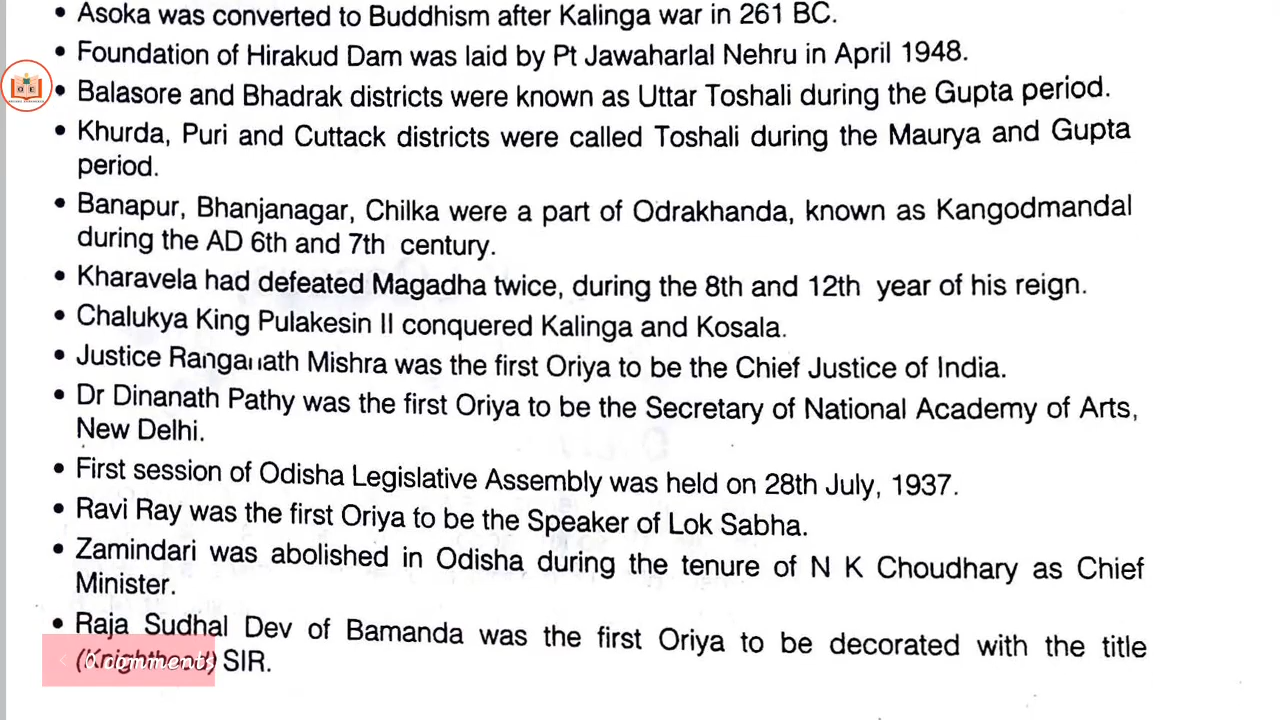 • Asoka was converted to Buddhism after Kalinga war in 261 BC.
• Foundation of Hirakud Dam was laid by Pt Jawaharlal Nehru in April 1948.
• Balasore and Bhadrak districts were known as Uttar Toshali during the Gupta period.
• Khurda, Puri and Cuttack districts were called Toshali during the Maurya and Gupta
period.
• Banapur, Bhanjanagar, Chilka were a part of Odrakhanda, known as Kangodmandal
during the AD 6th and 7th century.
• Kharavela had defeated Magadha twice, during the 8th and 12th year of his reign.
• Chalukya King Pulakesin II conquered Kalinga and Kosala.
• Justice Ranganath Mishra was the first Oriya to be the Chief Justice of India.
• Dr Dinanath Pathy was the first Oriya to be the Secretary of National Academy of Arts,
New Delhi.
• First session of Odisha Legislative Assembly was held on 28th July, 1937.
• Ravi Ray was the first Oriya to be the Speaker of Lok Sabha.
• Zamindari was abolished in Odisha during the tenure of N K Choudhary as Chief
Minister.
• Raja Sudhal Dev of Bamanda was the first Oriya to be decorated with the title
(Knighthood) SIR.
0 comments